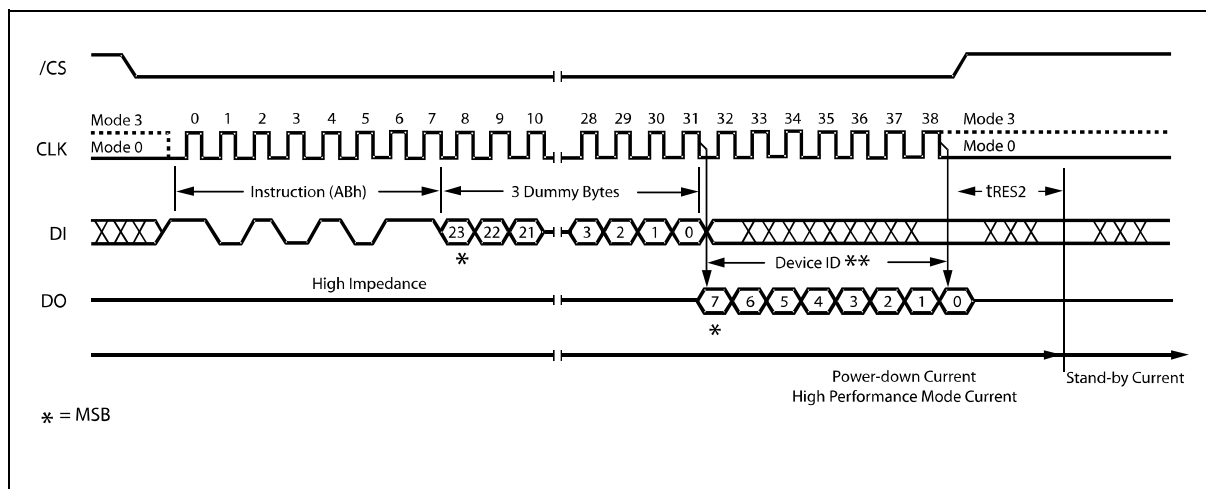 /CS
Mode 3 0 1 2 3 4 5 6 7 8 9 10 28 29 30 31 32 33 34 35 36 37 38 Mode 3
CLK Mode 0 Mode 0
Instruction (ABh) 3 Dummy Bytes tRES2
DI 23 22 21 3 2 1 0
* Device ID **
High Impedance
DO 7 6 5 4 3 2 1 0
*
Power-down Current Stand-by Current
High Performance Mode Current
* = MSB